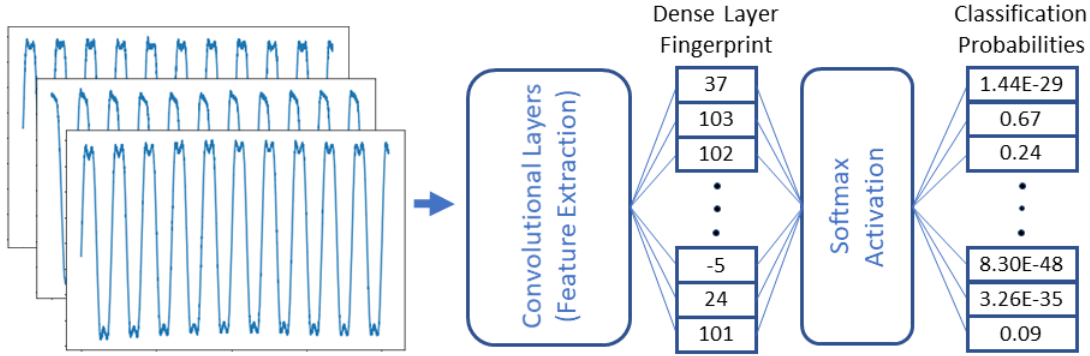 Dense Layer
Fingerprint
Classification
Probabilities
Convolutional Layers
(Feature Extraction)
37
103
102
-5
24
101
Softmax
Activation
1.44E-29
0.67
0.24
8.30E-48
3.26E-35
0.09